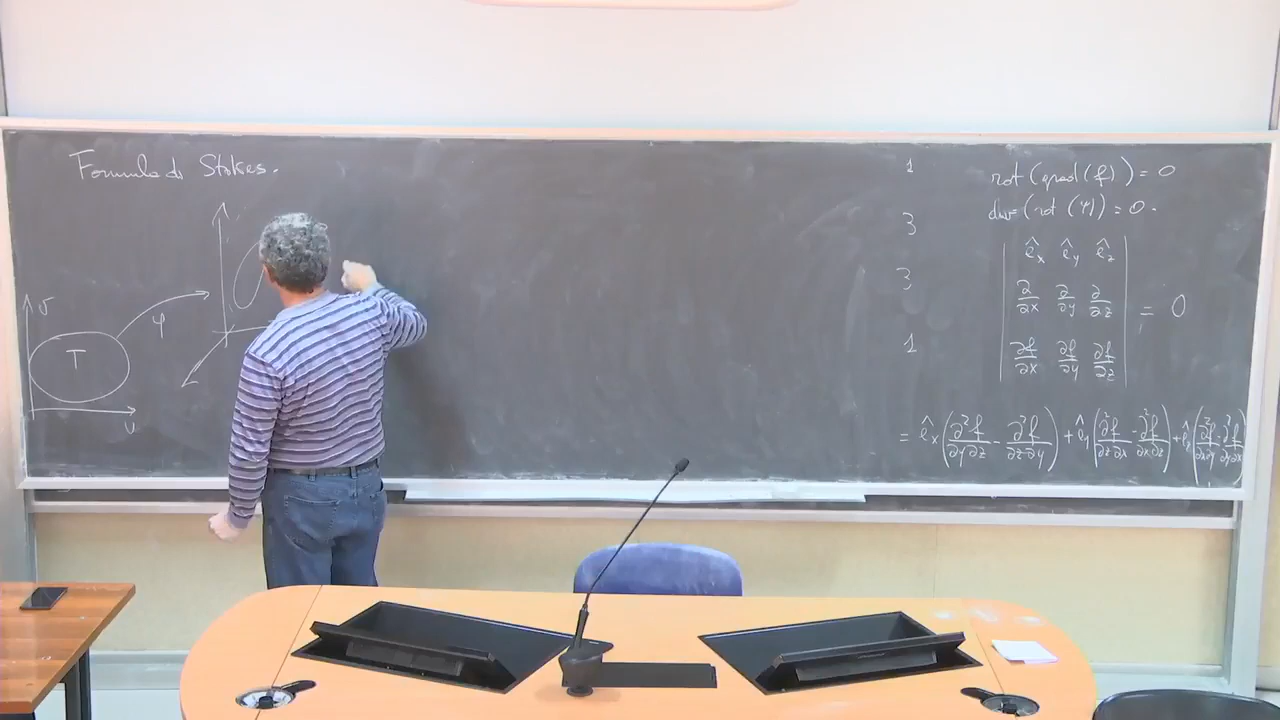 Formula di Stokes.
v
T
φ
u
1
3
3
1
rot (grad (f)) = 0
div (rot (φ)) = 0.
| ê_x ê_y ê_z |
| ∂/∂x ∂/∂y ∂/∂z | = 0
| ∂f/∂x ∂f/∂y ∂f/∂z |
= ê_x (∂²f/∂y∂z - ∂²f/∂z∂y) + ê_y (∂²f/∂z∂x - ∂²f/∂x∂z) + ê_z (∂²f/∂x∂y - ∂²f/∂y∂x)